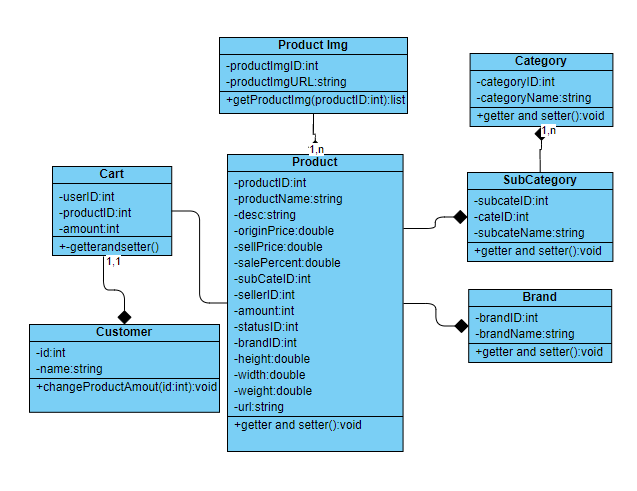 Product Img
-productImgID:int
-productImgURL:string
+getProductImg(productID:int):list
1,n
Category
-categoryID:int
-categoryName:string
+getter and setter():void
1,n
Cart
-userID:int
-productID:int
-amount:int
+-getterandsetter()
1,1
Product
-productID:int
-productName:string
-desc:string
-originPrice:double
-sellPrice:double
-salePercent:double
-subCateID:int
-sellerID:int
-amount:int
-statusID:int
-brandID:int
-height:double
-width:double
-weight:double
-url:string
+getter and setter():void
SubCategory
-subcateID:int
-cateID:int
-subcateName:string
+getter and setter():void
Customer
-id:int
-name:string
+changeProductAmout(id:int):void
Brand
-brandID:int
-brandName:string
+getter and setter():void